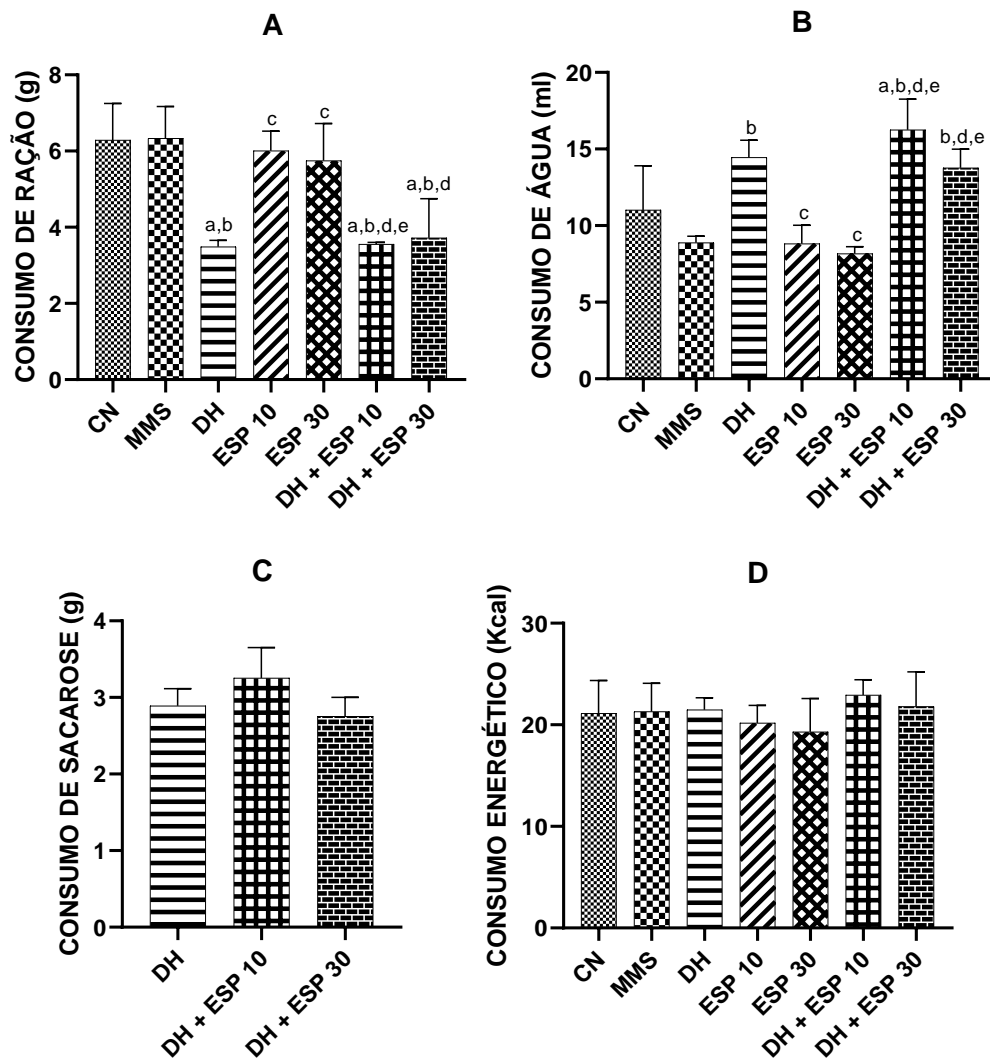 A
CONSUMO DE RAÇÃO (g)
8
6
4
2
0
a,b
c
c
a,b,d,e
a,b,d
CN
MMS
DH
ESP 10
ESP 30
DH + ESP 10
DH + ESP 30
B
CONSUMO DE ÁGUA (ml)
20
15
10
5
0
b
c
c
a,b,d,e
b,d,e
CN
MMS
DH
ESP 10
ESP 30
DH + ESP 10
DH + ESP 30
C
CONSUMO DE SACAROSE (g)
4
3
2
1
0
DH
DH + ESP 10
DH + ESP 30
D
CONSUMO ENERGÉTICO (Kcal)
30
20
10
0
CN
MMS
DH
ESP 10
ESP 30
DH + ESP 10
DH + ESP 30